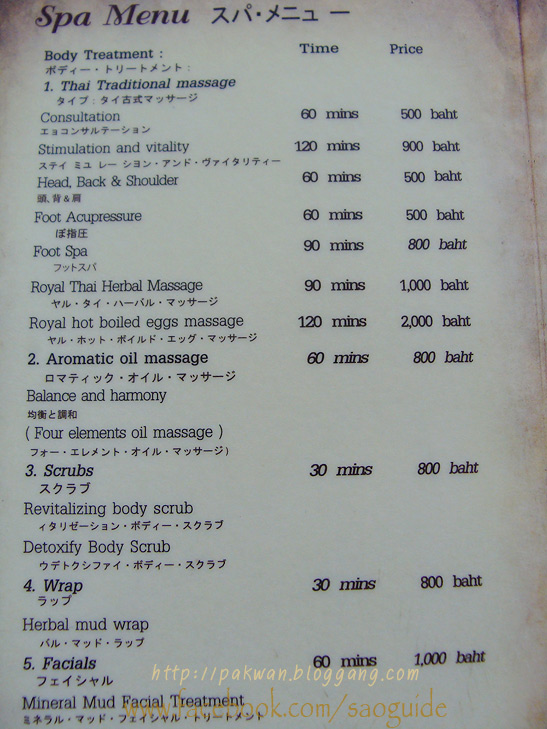 Spa Menu スパ・メニュー
Body Treatment : Time Price
ボディー・トリートメント:
1. Thai Traditional massage
タイプ:タイ古式マッサージ
Consultation 60 mins 500 baht
エョコンサルテーション
Stimulation and vitality 120 mins 900 baht
ステイ ミュ レー ション・アンド・ヴァイタリティー
Head, Back & Shoulder 60 mins 500 baht
頭、背&肩
Foot Acupressure 60 mins 500 baht
ぽ指圧
Foot Spa 90 mins 800 baht
フットスパ
Royal Thai Herbal Massage 90 mins 1,000 baht
ヤル・タイ・ハーバル・マッサージ
Royal hot boiled eggs massage 120 mins 2,000 baht
ヤル・ホット・ボイルド・エッグ・マッサージ
2. Aromatic oil massage 60 mins 800 baht
ロマティック・オイル・マッサージ
Balance and harmony
均衡と調和
( Four elements oil massage )
フォー・エレメント・オイル・マッサージ)
3. Scrubs 30 mins 800 baht
スクラブ
Revitalizing body scrub
ィタリゼーション・ボディー・スクラブ
Detoxify Body Scrub
ウデトクシファイ・ボディー・スクラブ
4. Wrap 30 mins 800 baht
ラップ
Herbal mud wrap
バル・マッド・ラップ
5. Facials 60 mins 1,000 baht
フェイシャル
http://pakwan.bloggang.com
Mineral Mud Facial Treatment
www.facebook.com/saoguide
ミネラル・マッド・フェイシャル・トリートメント